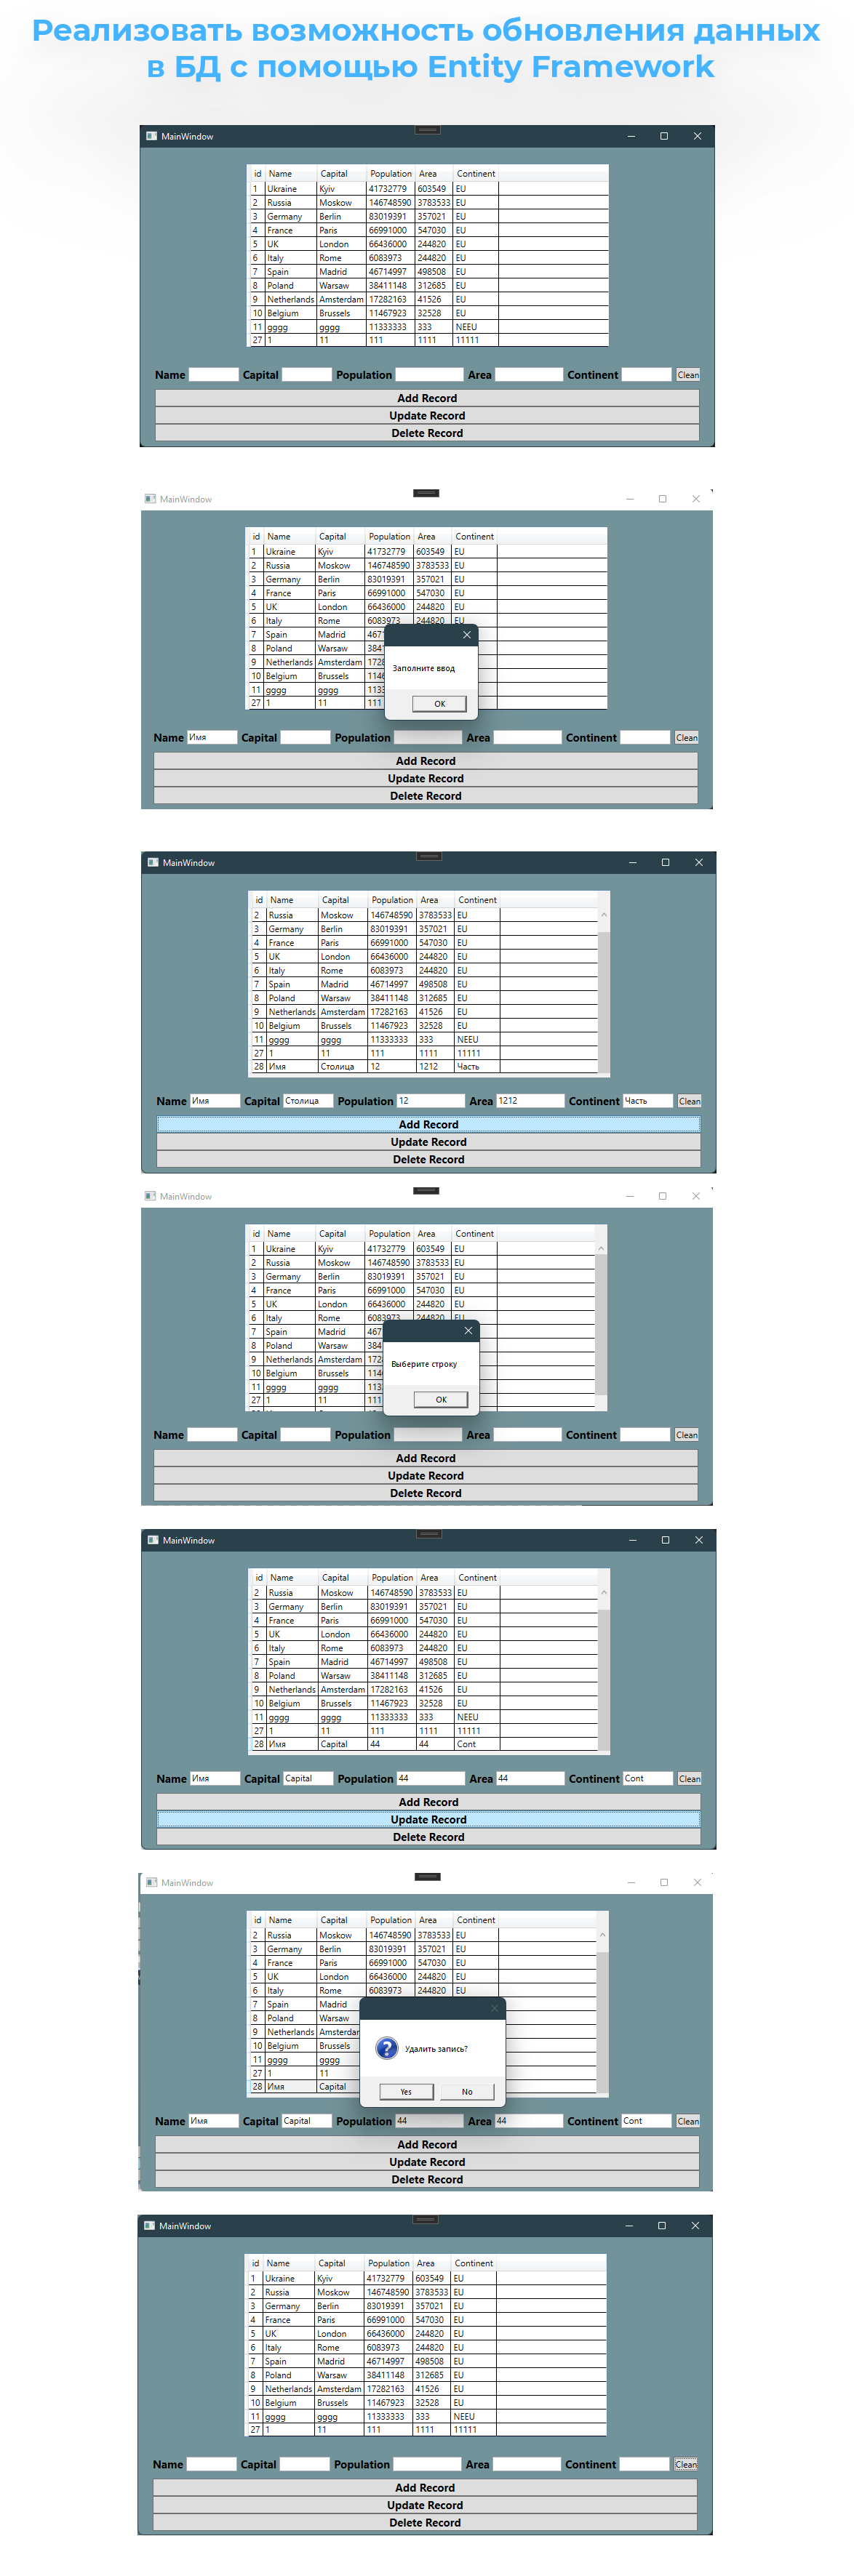 Реализовать возможность обновления данных
в БД с помощью Entity Framework
MainWindow
id Name Capital Population Area Continent
1 Ukraine Kyiv 41732779 603549 EU
2 Russia Moskow 146748590 3783533 EU
3 Germany Berlin 83019391 357021 EU
4 France Paris 66991000 547030 EU
5 UK London 66436000 244820 EU
6 Italy Rome 6083973 244820 EU
7 Spain Madrid 46714997 498508 EU
8 Poland Warsaw 38411148 312685 EU
9 Netherlands Amsterdam 17282163 41526 EU
10 Belgium Brussels 11467923 32528 EU
11 gggg gggg 11333333 333 NEEU
27 1 11 111 1111 11111
Name Capital Population Area Continent Clean
Add Record
Update Record
Delete Record
MainWindow
id Name Capital Population Area Continent
1 Ukraine Kyiv 41732779 603549 EU
2 Russia Moskow 146748590 3783533 EU
3 Germany Berlin 83019391 357021 EU
4 France Paris 66991000 547030 EU
5 UK London 66436000 244820 EU
6 Italy Rome 6083973 244820 EU
7 Spain Madrid 467
8 Poland Warsaw 384
9 Netherlands Amsterdam 1728
10 Belgium Brussels 114
11 gggg gggg 1133
27 1 11 111
Заполните ввод
OK
Name Имя Capital Population Area Continent Clean
Add Record
Update Record
Delete Record
MainWindow
id Name Capital Population Area Continent
2 Russia Moskow 146748590 3783533 EU
3 Germany Berlin 83019391 357021 EU
4 France Paris 66991000 547030 EU
5 UK London 66436000 244820 EU
6 Italy Rome 6083973 244820 EU
7 Spain Madrid 46714997 498508 EU
8 Poland Warsaw 38411148 312685 EU
9 Netherlands Amsterdam 17282163 41526 EU
10 Belgium Brussels 11467923 32528 EU
11 gggg gggg 11333333 333 NEEU
27 1 11 111 1111 11111
28 Имя Столица 12 1212 Часть
Name Имя Capital Столица Population 12 Area 1212 Continent Часть Clean
Add Record
Update Record
Delete Record
MainWindow
id Name Capital Population Area Continent
1 Ukraine Kyiv 41732779 603549 EU
2 Russia Moskow 146748590 3783533 EU
3 Germany Berlin 83019391 357021 EU
4 France Paris 66991000 547030 EU
5 UK London 66436000 244820 EU
6 Italy Rome 6083973 244820 EU
7 Spain Madrid 467
8 Poland Warsaw 384
9 Netherlands Amsterdam 172
10 Belgium Brussels 114
11 gggg gggg 113
27 1 11 111
Выберите строку
OK
Name Capital Population Area Continent Clean
Add Record
Update Record
Delete Record
MainWindow
id Name Capital Population Area Continent
2 Russia Moskow 146748590 3783533 EU
3 Germany Berlin 83019391 357021 EU
4 France Paris 66991000 547030 EU
5 UK London 66436000 244820 EU
6 Italy Rome 6083973 244820 EU
7 Spain Madrid 46714997 498508 EU
8 Poland Warsaw 38411148 312685 EU
9 Netherlands Amsterdam 17282163 41526 EU
10 Belgium Brussels 11467923 32528 EU
11 gggg gggg 11333333 333 NEEU
27 1 11 111 1111 11111
28 Имя Capital 44 44 Cont
Name Имя Capital Capital Population 44 Area 44 Continent Cont Clean
Add Record
Update Record
Delete Record
MainWindow
id Name Capital Population Area Continent
2 Russia Moskow 146748590 3783533 EU
3 Germany Berlin 83019391 357021 EU
4 France Paris 66991000 547030 EU
5 UK London 66436000 244820 EU
6 Italy Rome 6083973 244820 EU
7 Spain Madrid
8 Poland Warsaw
9 Netherlands Amsterdar
10 Belgium Brussels
11 gggg gggg
27 1 11
28 Имя Capital
Удалить запись?
Yes No
Name Имя Capital Capital Population 44 Area 44 Continent Cont Clean
Add Record
Update Record
Delete Record
MainWindow
id Name Capital Population Area Continent
1 Ukraine Kyiv 41732779 603549 EU
2 Russia Moskow 146748590 3783533 EU
3 Germany Berlin 83019391 357021 EU
4 France Paris 66991000 547030 EU
5 UK London 66436000 244820 EU
6 Italy Rome 6083973 244820 EU
7 Spain Madrid 46714997 498508 EU
8 Poland Warsaw 38411148 312685 EU
9 Netherlands Amsterdam 17282163 41526 EU
10 Belgium Brussels 11467923 32528 EU
11 gggg gggg 11333333 333 NEEU
27 1 11 111 1111 11111
Name Capital Population Area Continent Clean
Add Record
Update Record
Delete Record